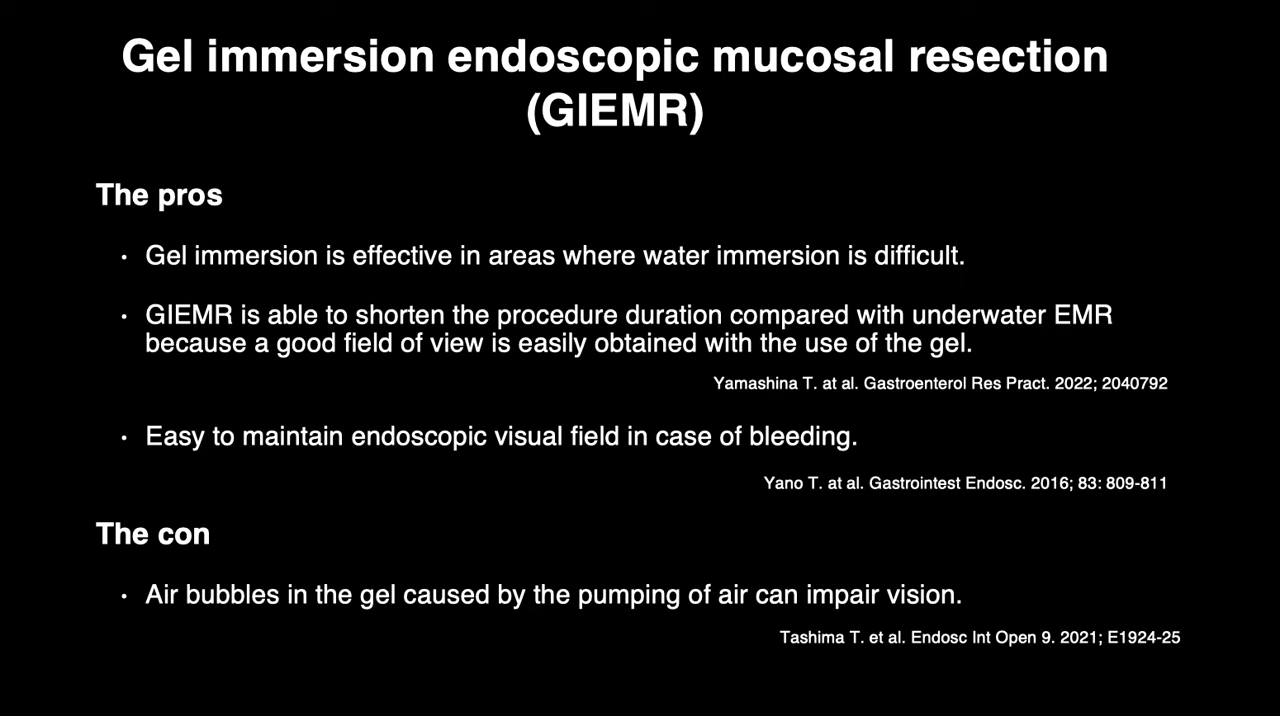 Gel immersion endoscopic mucosal resection
(GIEMR)
The pros
• Gel immersion is effective in areas where water immersion is difficult.
• GIEMR is able to shorten the procedure duration compared with underwater EMR
because a good field of view is easily obtained with the use of the gel.
Yamashina T. at al. Gastroenterol Res Pract. 2022; 2040792
• Easy to maintain endoscopic visual field in case of bleeding.
Yano T. at al. Gastrointest Endosc. 2016; 83: 809-811
The con
• Air bubbles in the gel caused by the pumping of air can impair vision.
Tashima T. et al. Endosc Int Open 9. 2021; E1924-25